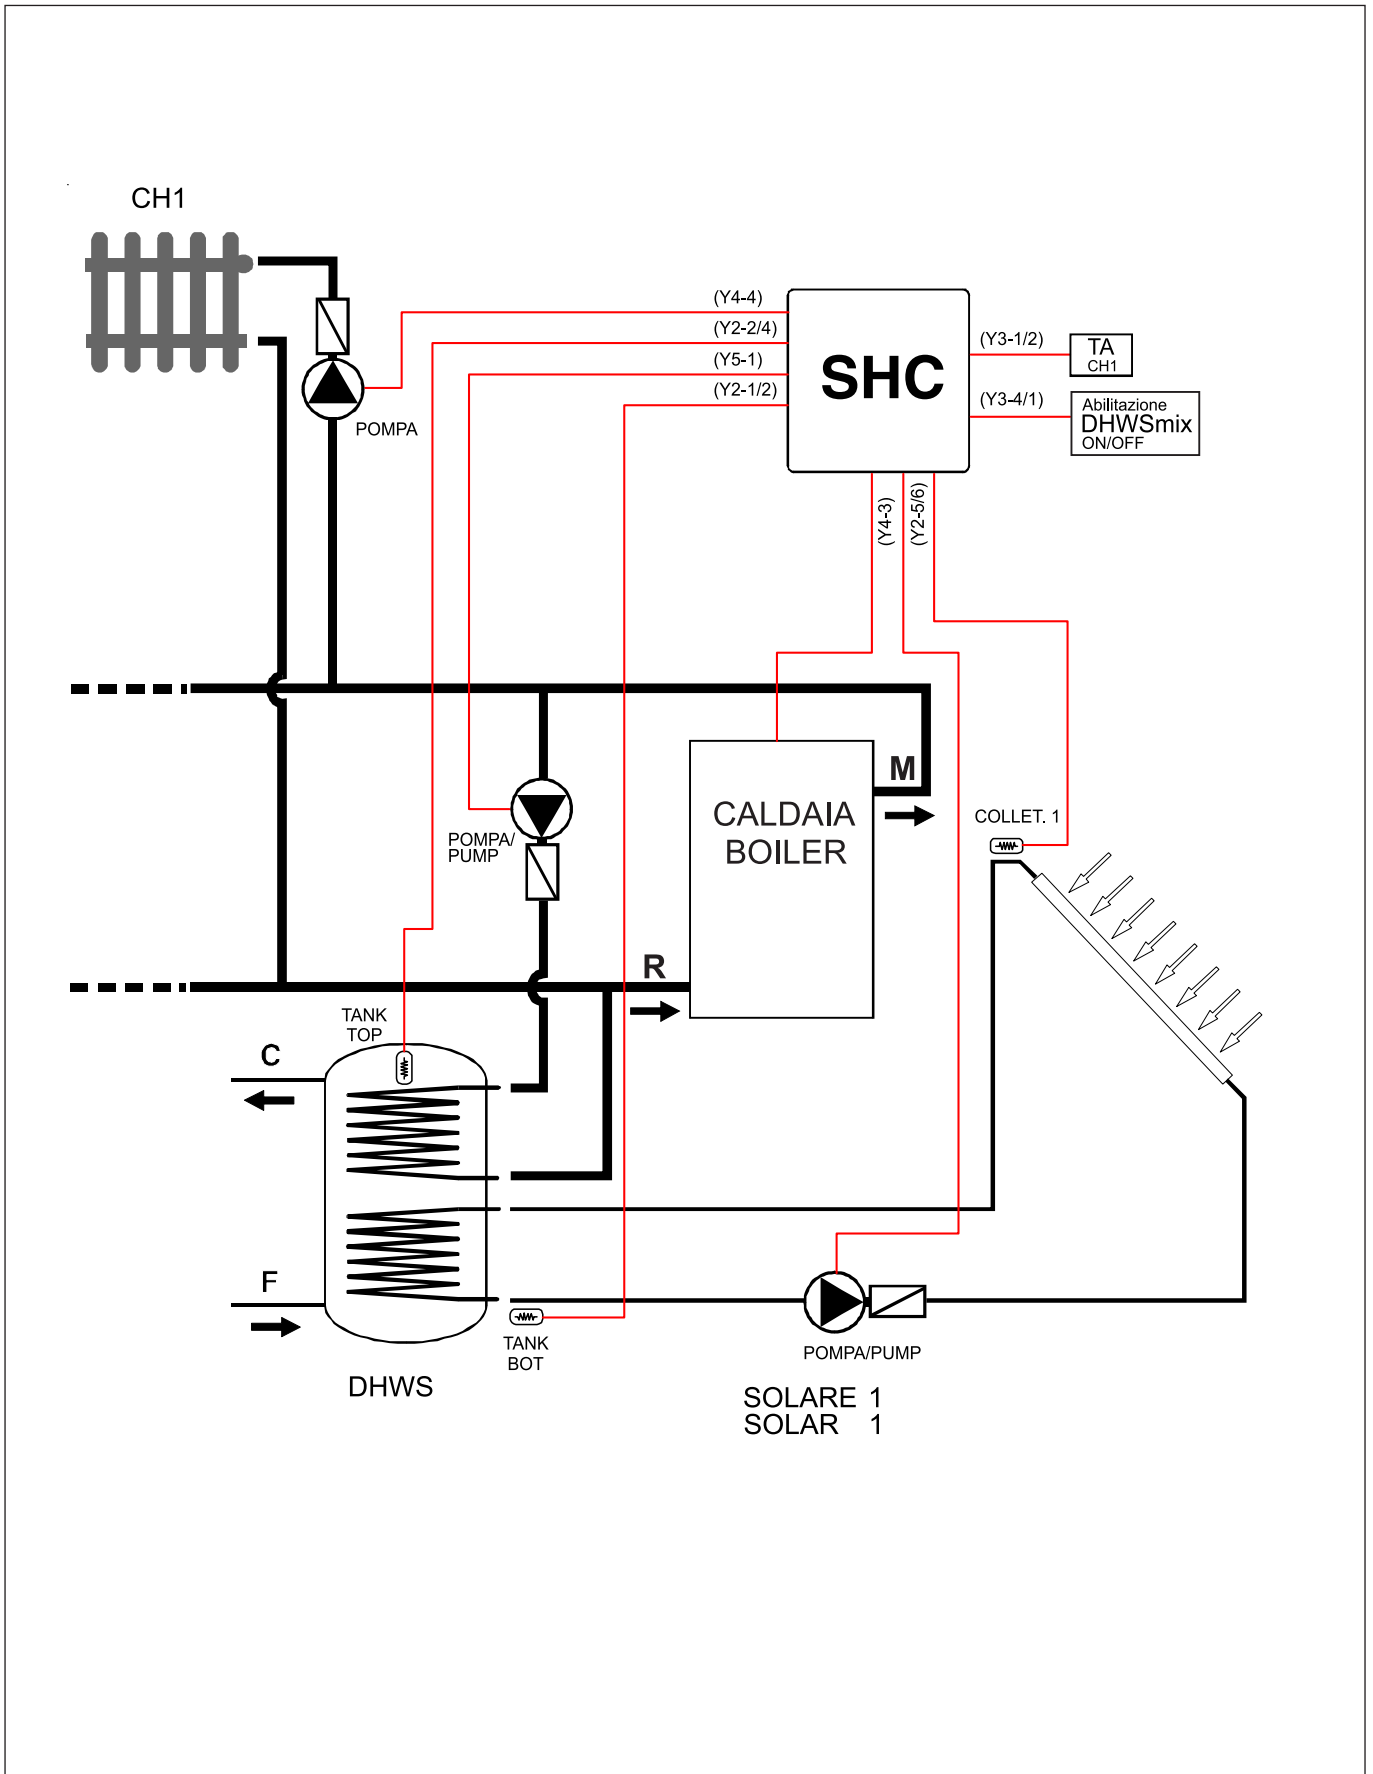 CH1
(Y4-4)
(Y2-2/4)
(Y5-1)
(Y2-1/2)
SHC
(Y3-1/2)
TA
CH1
(Y3-4/1)
Abilitazione
DHWSmix
ON/OFF
POMPA
(Y4-3)
(Y2-5/6)
M
CALDAIA
BOILER
COLLET. 1
POMPA/
PUMP
R
TANK
TOP
C
F
TANK
BOT
DHWS
POMPA/PUMP
SOLARE 1
SOLAR 1